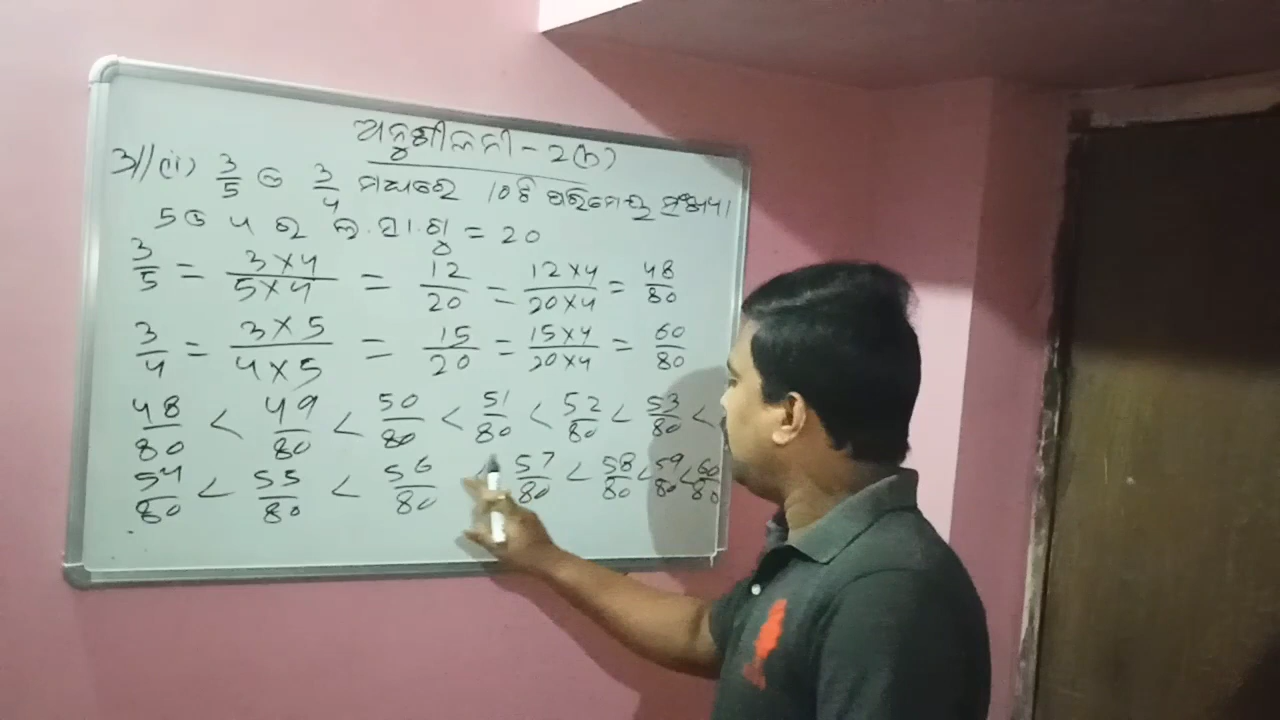 ଅନୁଶୀଳନୀ - 2(b)
3// (ii) 3/5 ଓ 3/4 ମଧ୍ୟରେ 10ଟି ପରିମେୟ ସଂଖ୍ୟା।
5 ଓ 4 ର ଲ.ସା.ଗୁ = 20
3/5 = 3×4/5×4 = 12/20 = 12×4/20×4 = 48/80
3/4 = 3×5/4×5 = 15/20 = 15×4/20×4 = 60/80
48/80 < 49/80 < 50/80 < 51/80 < 52/80 < 53/80 <
54/80 < 55/80 < 56/80 57/80 < 58/80 < 59/80 < 60/80